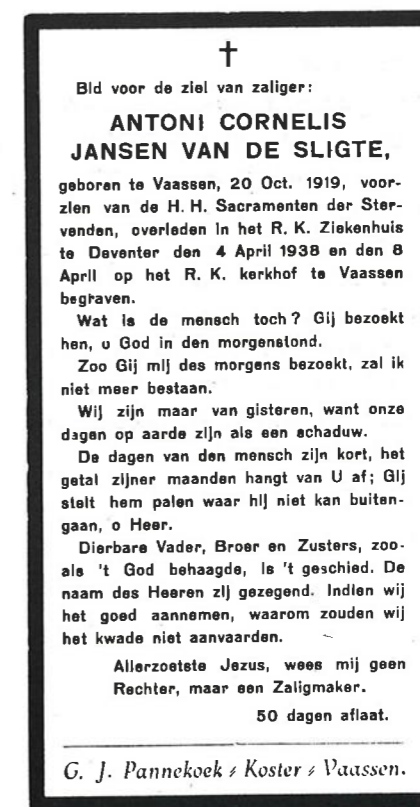 Bid voor de ziel van zaliger:
ANTONI CORNELIS
JANSEN VAN DE SLIGTE,
geboren te Vaassen, 20 Oct. 1919, voor-
zien van de H. H. Sacramenten der Ster-
venden, overleden in het R. K. Ziekenhuis
te Deventer den 4 April 1938 en den 8
April op het R. K. kerkhof te Vaassen
begraven.
Wat is de mensch toch? Gij bezoekt
hen, o God in den morgenstond.
Zoo Gij mij des morgens bezoekt, zal ik
niet meer bestaan.
Wij zijn maar van gisteren, want onze
dagen op aarde zijn als een schaduw.
De dagen van den mensch zijn kort, het
getal zijner maanden hangt van U af; Gij
stelt hem palen waar hij niet kan buiten-
gaan, o Heer.
Dierbare Vader, Broer en Zusters, zoo-
als 't God behaagde, is 't geschied. De
naam des Heeren zij gezegend. Indien wij
het goed aannemen, waarom zouden wij
het kwade niet aanvaarden.
Allerzoetste Jezus, wees mij geen
Rechter, maar een Zaligmaker.
50 dagen aflaat.
G. J. Pannekoek, Koster, Vaassen.